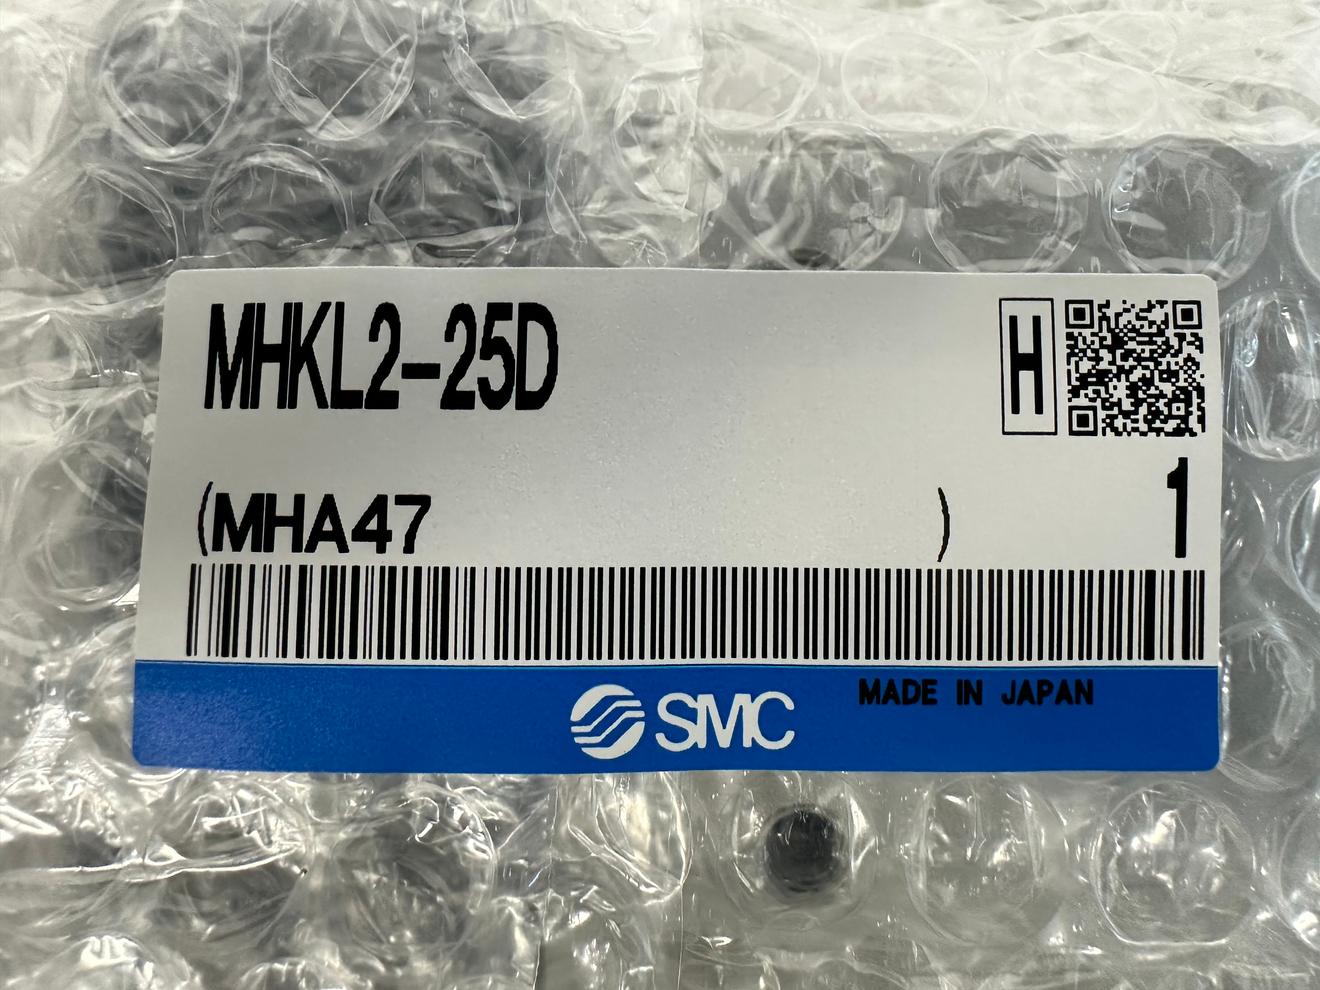 MHKL2-25D
H
1
(MHA47 )
SMC
MADE IN JAPAN